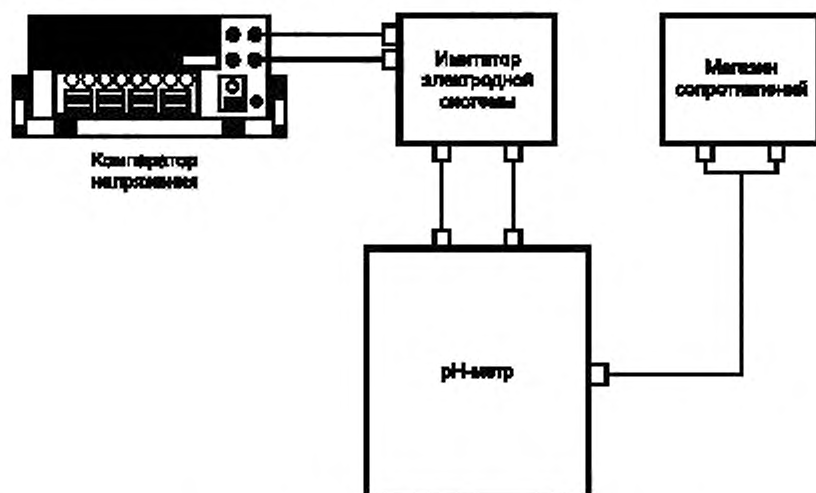 Имитатор
электродной
системы
Магазин
сопротивлений
Компаратор
напряжения
pH-метр